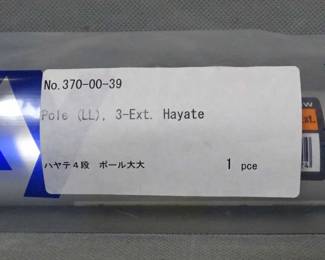 No.370-00-39
Pole (LL), 3-Ext. Hayate
ハヤテ4段 ポール大大 1 pce
xt.